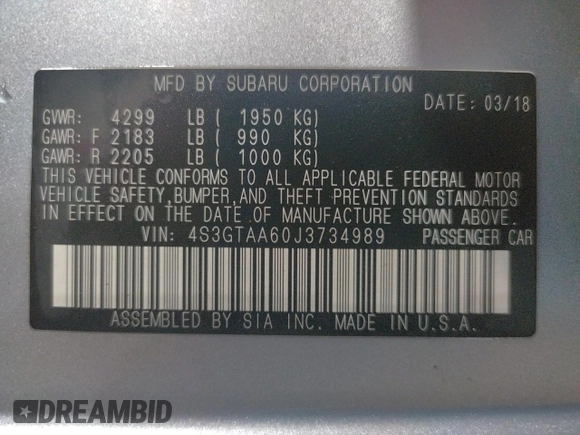 MFD BY SUBARU CORPORATION
DATE: 03/18
GVWR: 4299 LB ( 1950 KG)
GAWR: F 2183 LB ( 990 KG)
GAWR: R 2205 LB ( 1000 KG)
THIS VEHICLE CONFORMS TO ALL APPLICABLE FEDERAL MOTOR
VEHICLE SAFETY,BUMPER,AND THEFT PREVENTION STANDARDS
IN EFFECT ON THE DATE OF MANUFACTURE SHOWN ABOVE.
VIN: 4S3GTAA60J3734989 PASSENGER CAR
ASSEMBLED BY SIA INC. MADE IN U.S.A.
DREAMBID